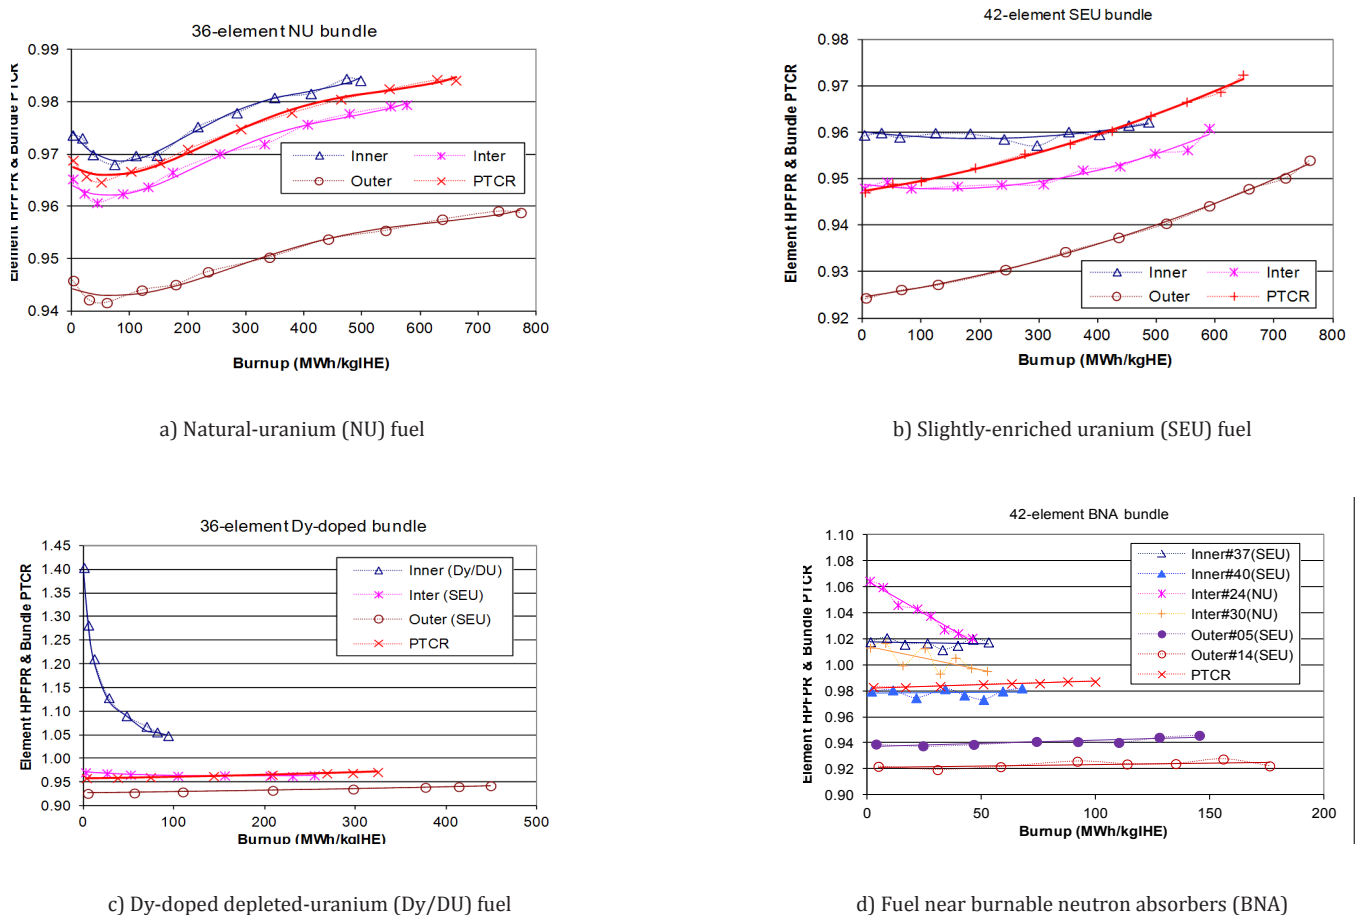 36-element NU bundle
Element HPFPR & Bundle PTCR
0.99
0.98
0.97
0.96
0.95
0.94
0 100 200 300 400 500 600 700 800
Inner Inter
Outer PTCR
Burnup (MWh/kgIHE)
a) Natural-uranium (NU) fuel
42-element SEU bundle
Element HPFPR & Bundle PTCR
0.98
0.97
0.96
0.95
0.94
0.93
0.92
0 100 200 300 400 500 600 700 800
Inner Inter
Outer PTCR
Burnup (MWh/kgIHE)
b) Slightly-enriched uranium (SEU) fuel
36-element Dy-doped bundle
Element HPFPR & Bundle PTCR
1.45
1.40
1.35
1.30
1.25
1.20
1.15
1.10
1.05
1.00
0.95
0.90
0 100 200 300 400 500
Inner (Dy/DU)
Inter (SEU)
Outer (SEU)
PTCR
Burnup (MWh/kgIHE)
c) Dy-doped depleted-uranium (Dy/DU) fuel
42-element BNA bundle
Element HPFPR & Bundle PTCR
1.10
1.08
1.06
1.04
1.02
1.00
0.98
0.96
0.94
0.92
0.90
0 50 100 150 200
Inner#37(SEU)
Inner#40(SEU)
Inter#24(NU)
Inter#30(NU)
Outer#05(SEU)
Outer#14(SEU)
PTCR
Burnup (MWh/kgIHE)
d) Fuel near burnable neutron absorbers (BNA)